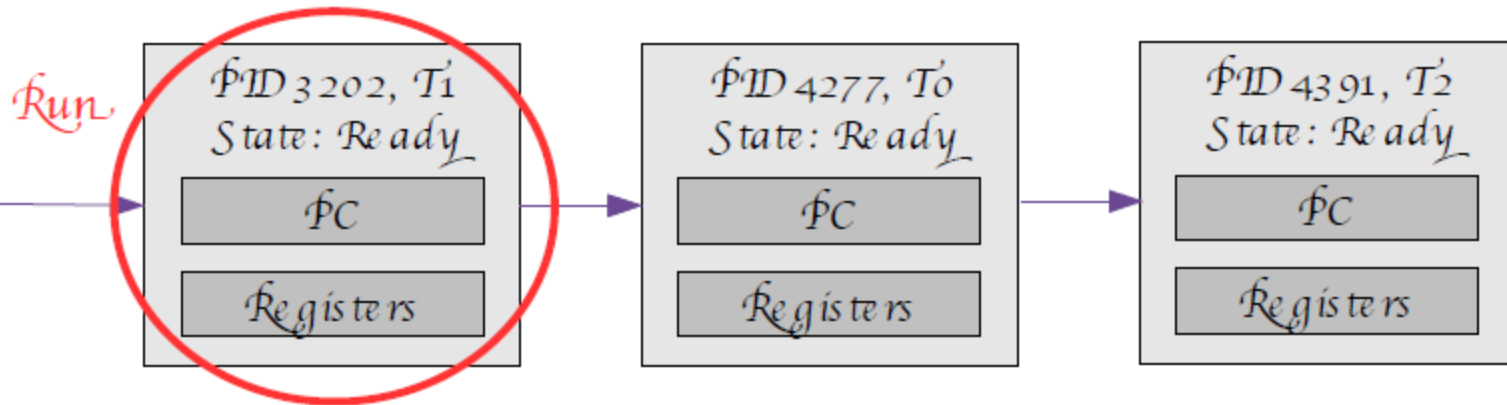 Run
PID 3202, T1
State: Ready
PC
Registers
PID 4277, T0
State: Ready
PC
Registers
PID 4391, T2
State: Ready
PC
Registers